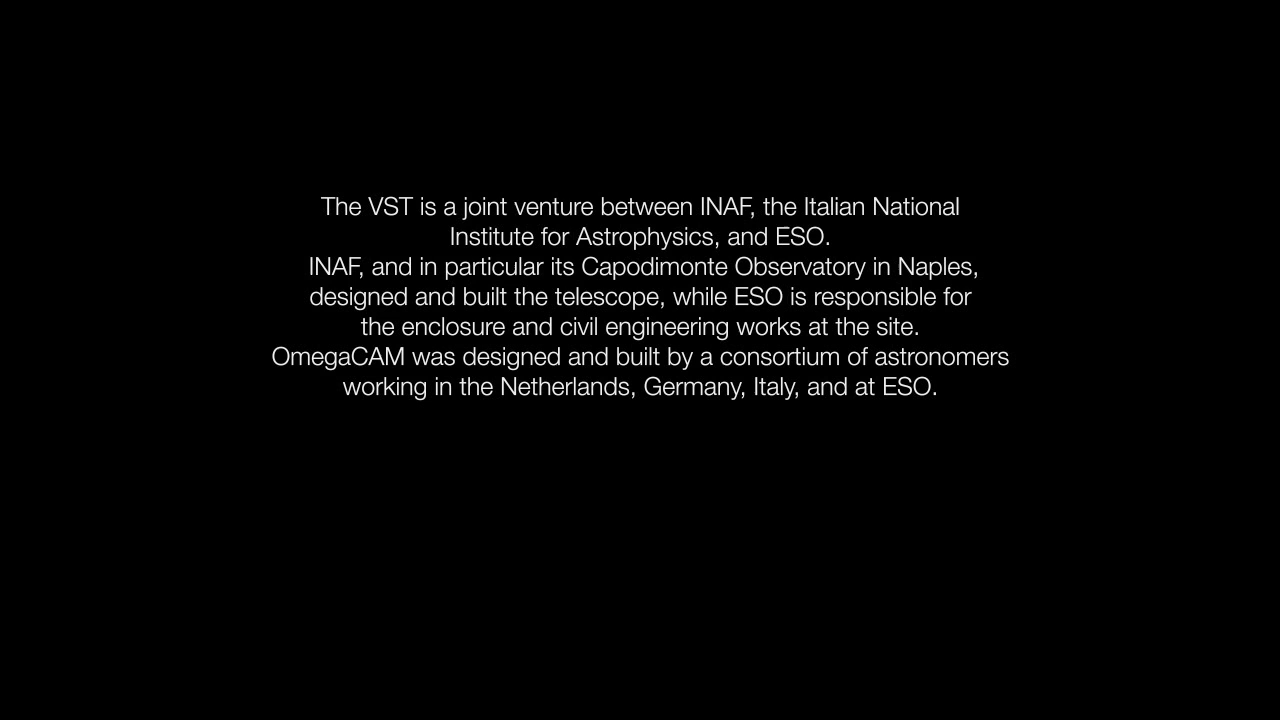 The VST is a joint venture between INAF, the Italian National
Institute for Astrophysics, and ESO.
INAF, and in particular its Capodimonte Observatory in Naples,
designed and built the telescope, while ESO is responsible for
the enclosure and civil engineering works at the site.
OmegaCAM was designed and built by a consortium of astronomers
working in the Netherlands, Germany, Italy, and at ESO.